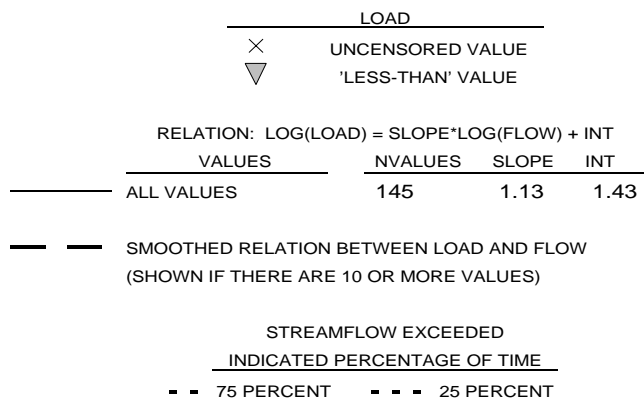 LOAD
UNCENSORED VALUE
'LESS-THAN' VALUE
RELATION: LOG(LOAD) = SLOPE*LOG(FLOW) + INT
VALUES NVALUES SLOPE INT
ALL VALUES 145 1.13 1.43
SMOOTHED RELATION BETWEEN LOAD AND FLOW
(SHOWN IF THERE ARE 10 OR MORE VALUES)
STREAMFLOW EXCEEDED
INDICATED PERCENTAGE OF TIME
75 PERCENT 25 PERCENT